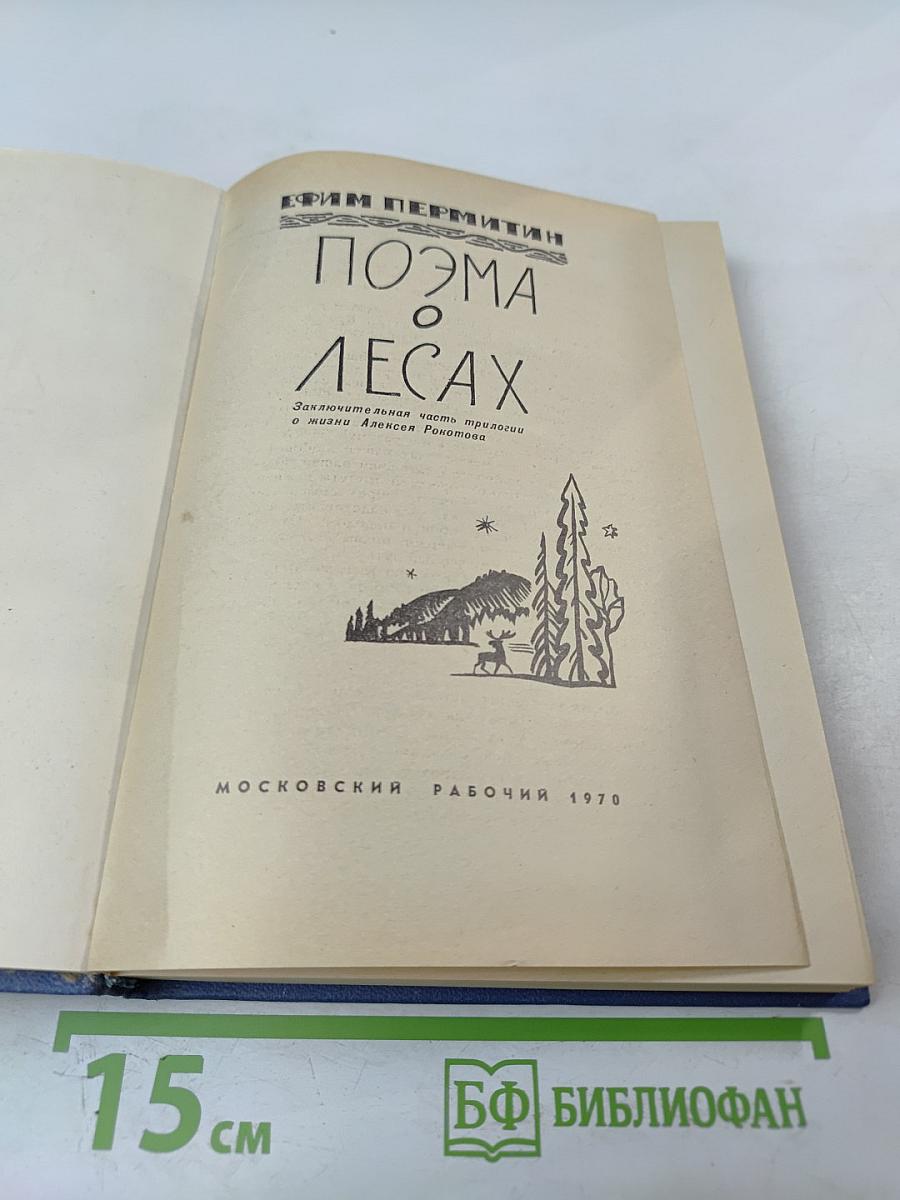 ЕФИМ ПЕРМИТИН
ПОЭМА
О
ЛЕСАХ
Заключительная часть трилогии
о жизни Алексея Рокотова
МОСКОВСКИЙ РАБОЧИЙ 1970
15 см
БФ БИБЛИОФАН